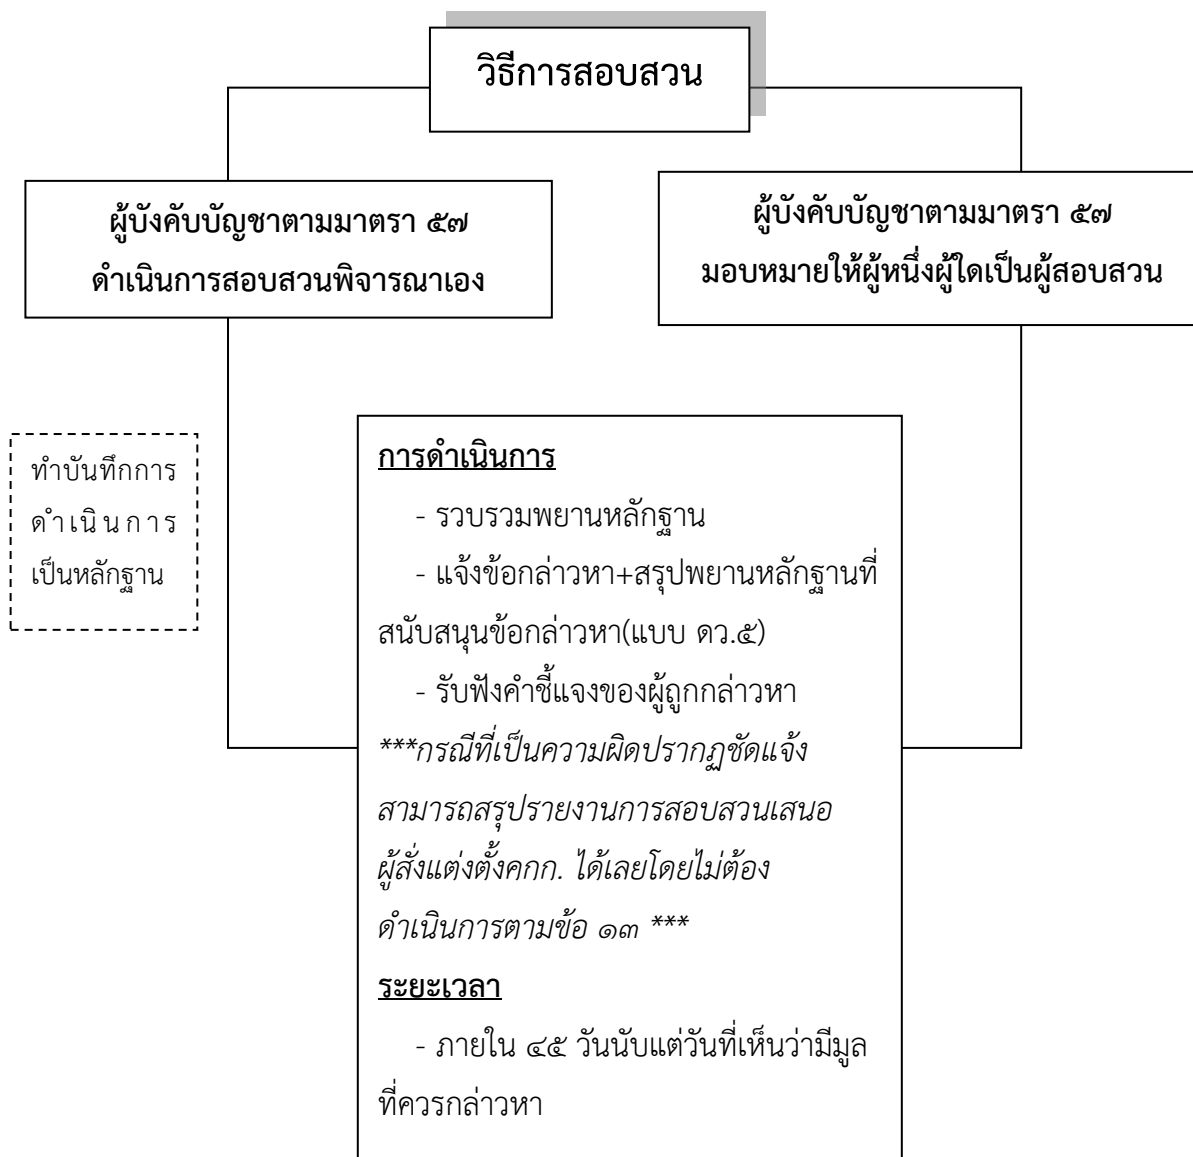 วิธีการสอบสวน
ผู้บังคับบัญชาตามมาตรา ๕๗
ดำเนินการสอบสวนพิจารณาเอง
ผู้บังคับบัญชาตามมาตรา ๕๗
มอบหมายให้ผู้หนึ่งผู้ใดเป็นผู้สอบสวน
ทำบันทึกการ
ดำเนินการ
เป็นหลักฐาน
การดำเนินการ
- รวบรวมพยานหลักฐาน
- แจ้งข้อกล่าวหา+สรุปพยานหลักฐานที่
สนับสนุนข้อกล่าวหา(แบบ ดว.๕)
- รับฟังคำชี้แจงของผู้ถูกกล่าวหา
***กรณีที่เป็นความผิดปรากฏชัดแจ้ง
สามารถสรุปรายงานการสอบสวนเสนอ
ผู้สั่งแต่งตั้งคกก. ได้เลยโดยไม่ต้อง
ดำเนินการตามข้อ ๑๓ ***
ระยะเวลา
- ภายใน ๔๕ วันนับแต่วันที่เห็นว่ามีมูล
ที่ควรกล่าวหา